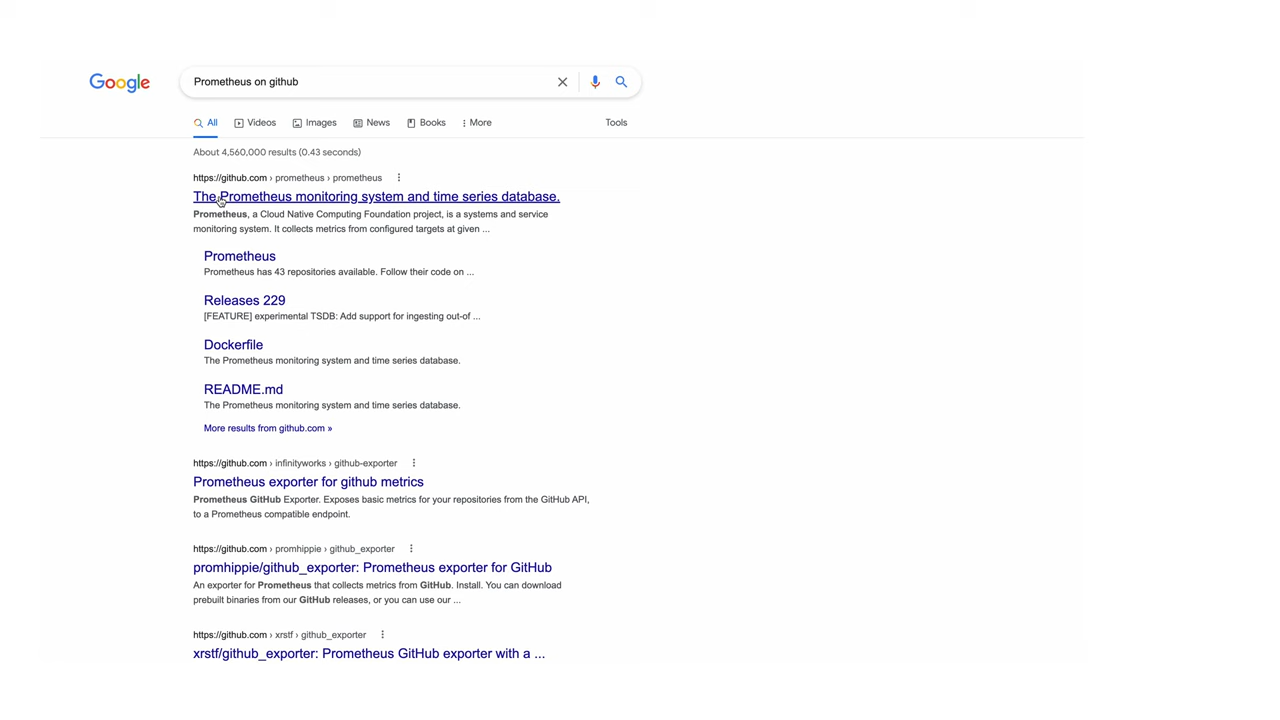 Google
Prometheus on github
All Videos Images News Books More Tools
About 4,560,000 results (0.43 seconds)
https://github.com › prometheus › prometheus
The Prometheus monitoring system and time series database.
Prometheus, a Cloud Native Computing Foundation project, is a systems and service
monitoring system. It collects metrics from configured targets at given ...
Prometheus
Prometheus has 43 repositories available. Follow their code on ...
Releases 229
[FEATURE] experimental TSDB: Add support for ingesting out-of ...
Dockerfile
The Prometheus monitoring system and time series database.
README.md
The Prometheus monitoring system and time series database.
More results from github.com »
https://github.com › infinityworks › github-exporter
Prometheus exporter for github metrics
Prometheus GitHub Exporter. Exposes basic metrics for your repositories from the GitHub API,
to a Prometheus compatible endpoint.
https://github.com › promhippie › github_exporter
promhippie/github_exporter: Prometheus exporter for GitHub
An exporter for Prometheus that collects metrics from GitHub. Install. You can download
prebuilt binaries from our GitHub releases, or you can use our ...
https://github.com › xrstf › github_exporter
xrstf/github_exporter: Prometheus GitHub exporter with a ...